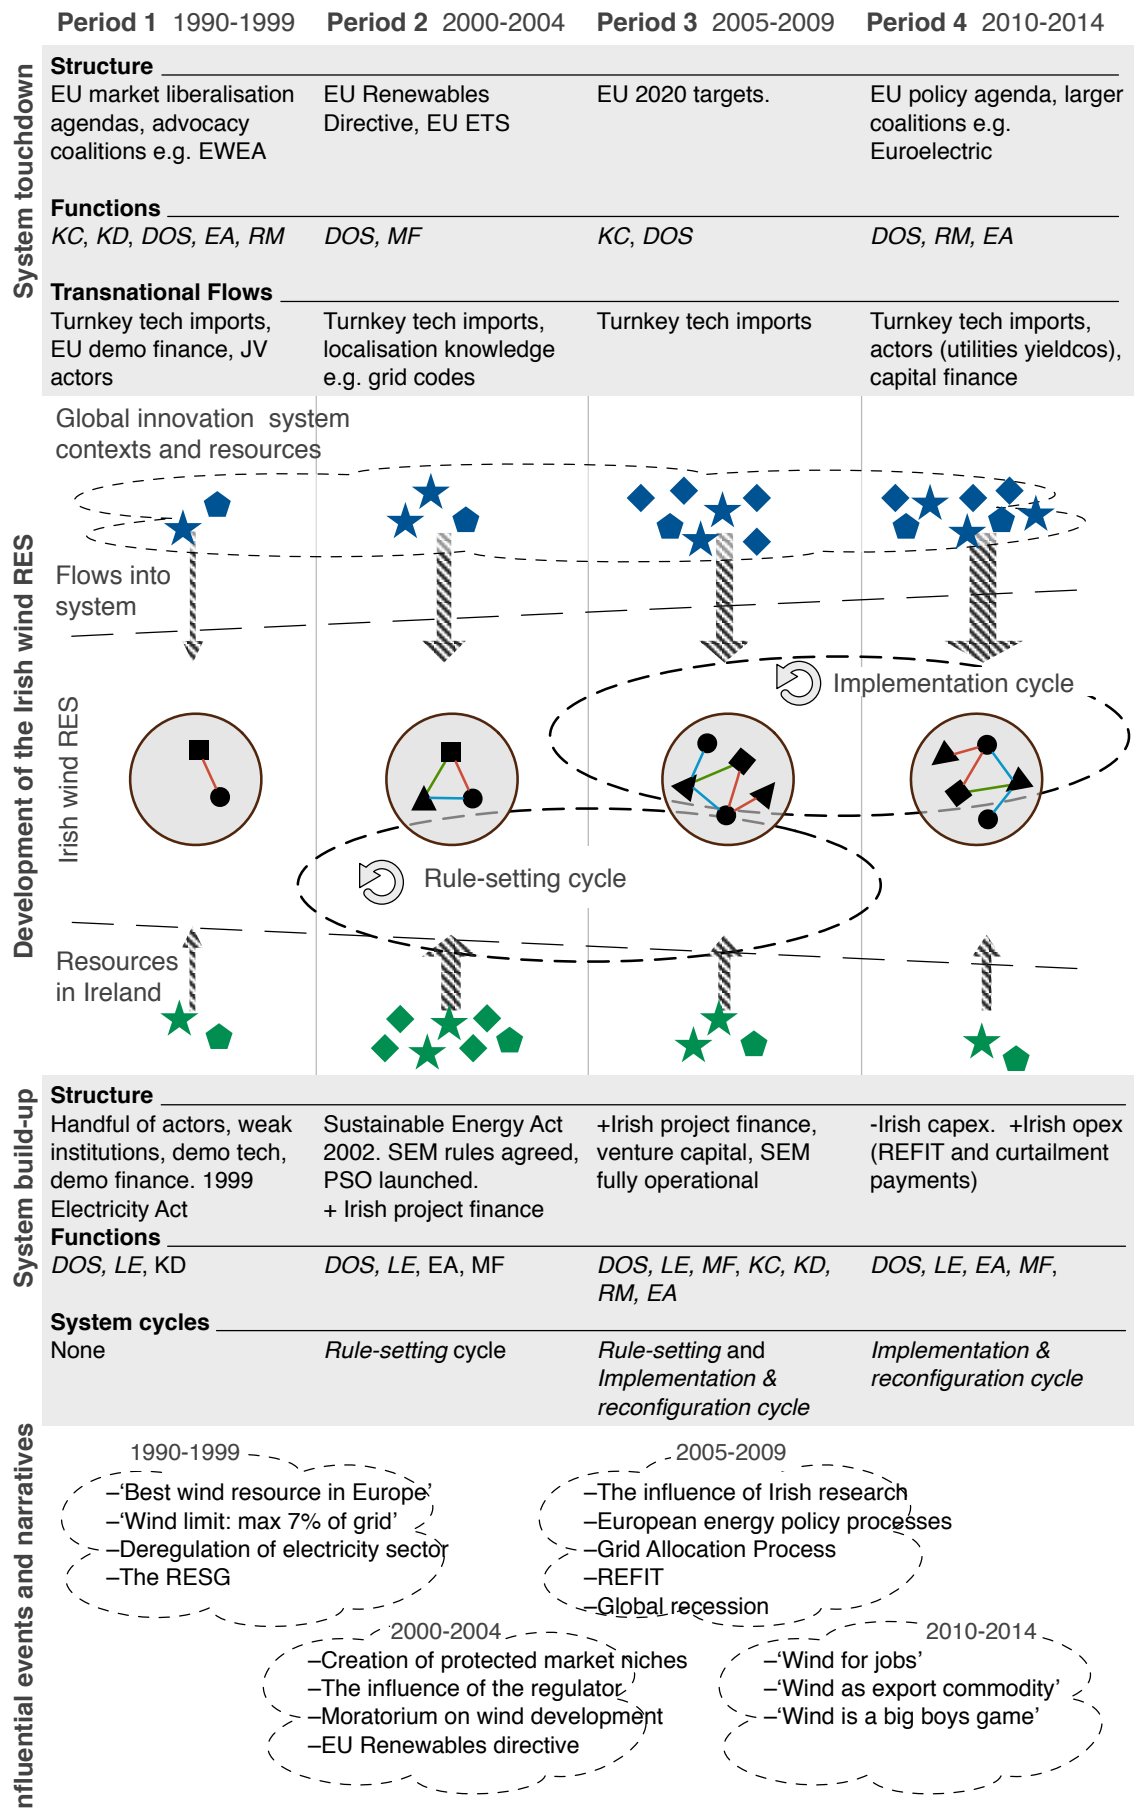 Period 1 1990-1999
Period 2 2000-2004
Period 3 2005-2009
Period 4 2010-2014
System touchdown
Structure
EU market liberalisation
agendas, advocacy
coalitions e.g. EWEA
EU Renewables
Directive, EU ETS
EU 2020 targets.
EU policy agenda, larger
coalitions e.g.
Euroelectric
Functions
KC, KD, DOS, EA, RM
DOS, MF
KC, DOS
DOS, RM, EA
Transnational Flows
Turnkey tech imports,
EU demo finance, JV
actors
Turnkey tech imports,
localisation knowledge
e.g. grid codes
Turnkey tech imports
Turnkey tech imports,
actors (utilities yieldcos),
capital finance
Development of the Irish wind RES
Global innovation system
contexts and resources
Flows into
system
Irish wind RES
Implementation cycle
Rule-setting cycle
Resources
in Ireland
System build-up
Structure
Handful of actors, weak
institutions, demo tech,
demo finance. 1999
Electricity Act
Sustainable Energy Act
2002. SEM rules agreed,
PSO launched.
+ Irish project finance
+Irish project finance,
venture capital, SEM
fully operational
-Irish capex. +Irish opex
(REFIT and curtailment
payments)
Functions
DOS, LE, KD
DOS, LE, EA, MF
DOS, LE, MF, KC, KD,
RM, EA
DOS, LE, EA, MF,
System cycles
None
Rule-setting cycle
Rule-setting and
Implementation &
reconfiguration cycle
Implementation &
reconfiguration cycle
nfluential events and narratives
1990-1999
–‘Best wind resource in Europe’
–‘Wind limit: max 7% of grid’
–Deregulation of electricity sector
–The RESG
2005-2009
–The influence of Irish research
–European energy policy processes
–Grid Allocation Process
–REFIT
–Global recession
2000-2004
–Creation of protected market niches
–The influence of the regulator
–Moratorium on wind development
–EU Renewables directive
2010-2014
–‘Wind for jobs’
–‘Wind as export commodity’
–‘Wind is a big boys game’